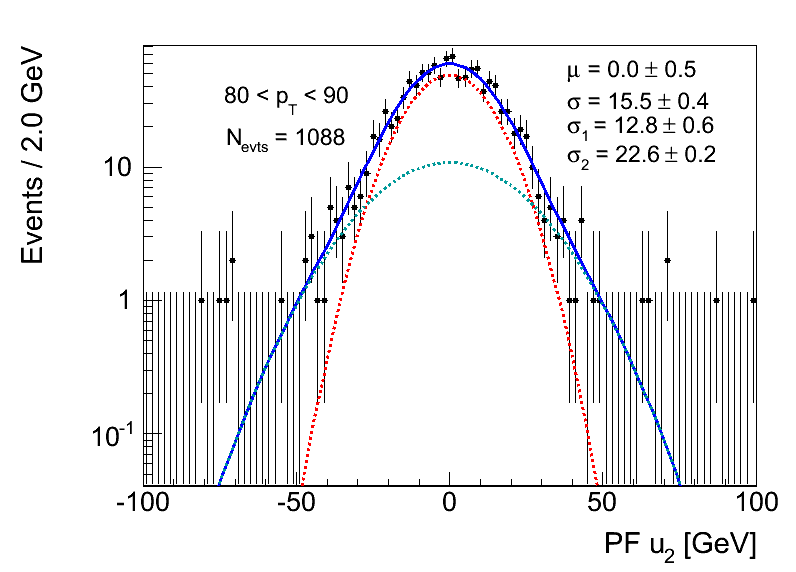 Events / 2.0 GeV
80 < p_T < 90
N_evts = 1088
μ = 0.0 ± 0.5
σ = 15.5 ± 0.4
σ_1 = 12.8 ± 0.6
σ_2 = 22.6 ± 0.2
10
1
10^-1
-100 -50 0 50 100
PF u_2 [GeV]